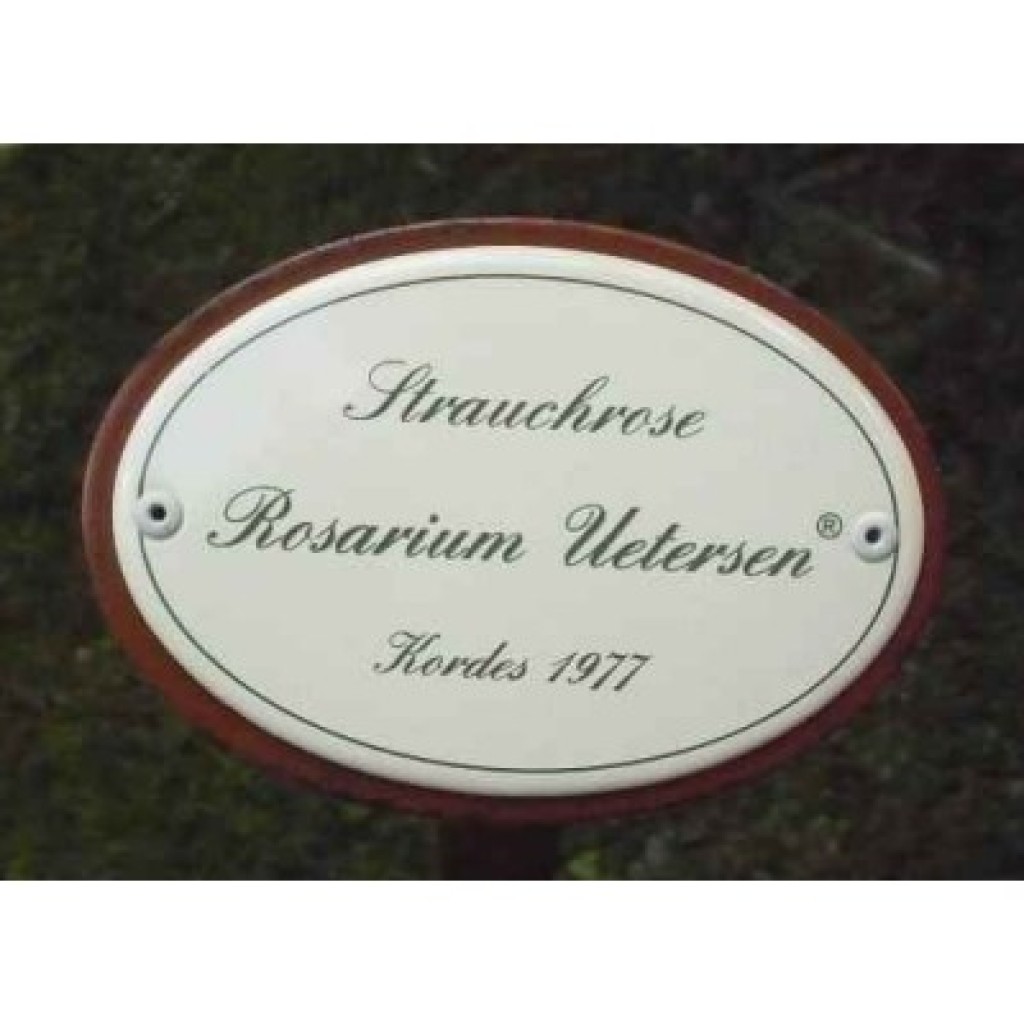 Strauchrose
Rosarium Uetersen®
Kordes 1977